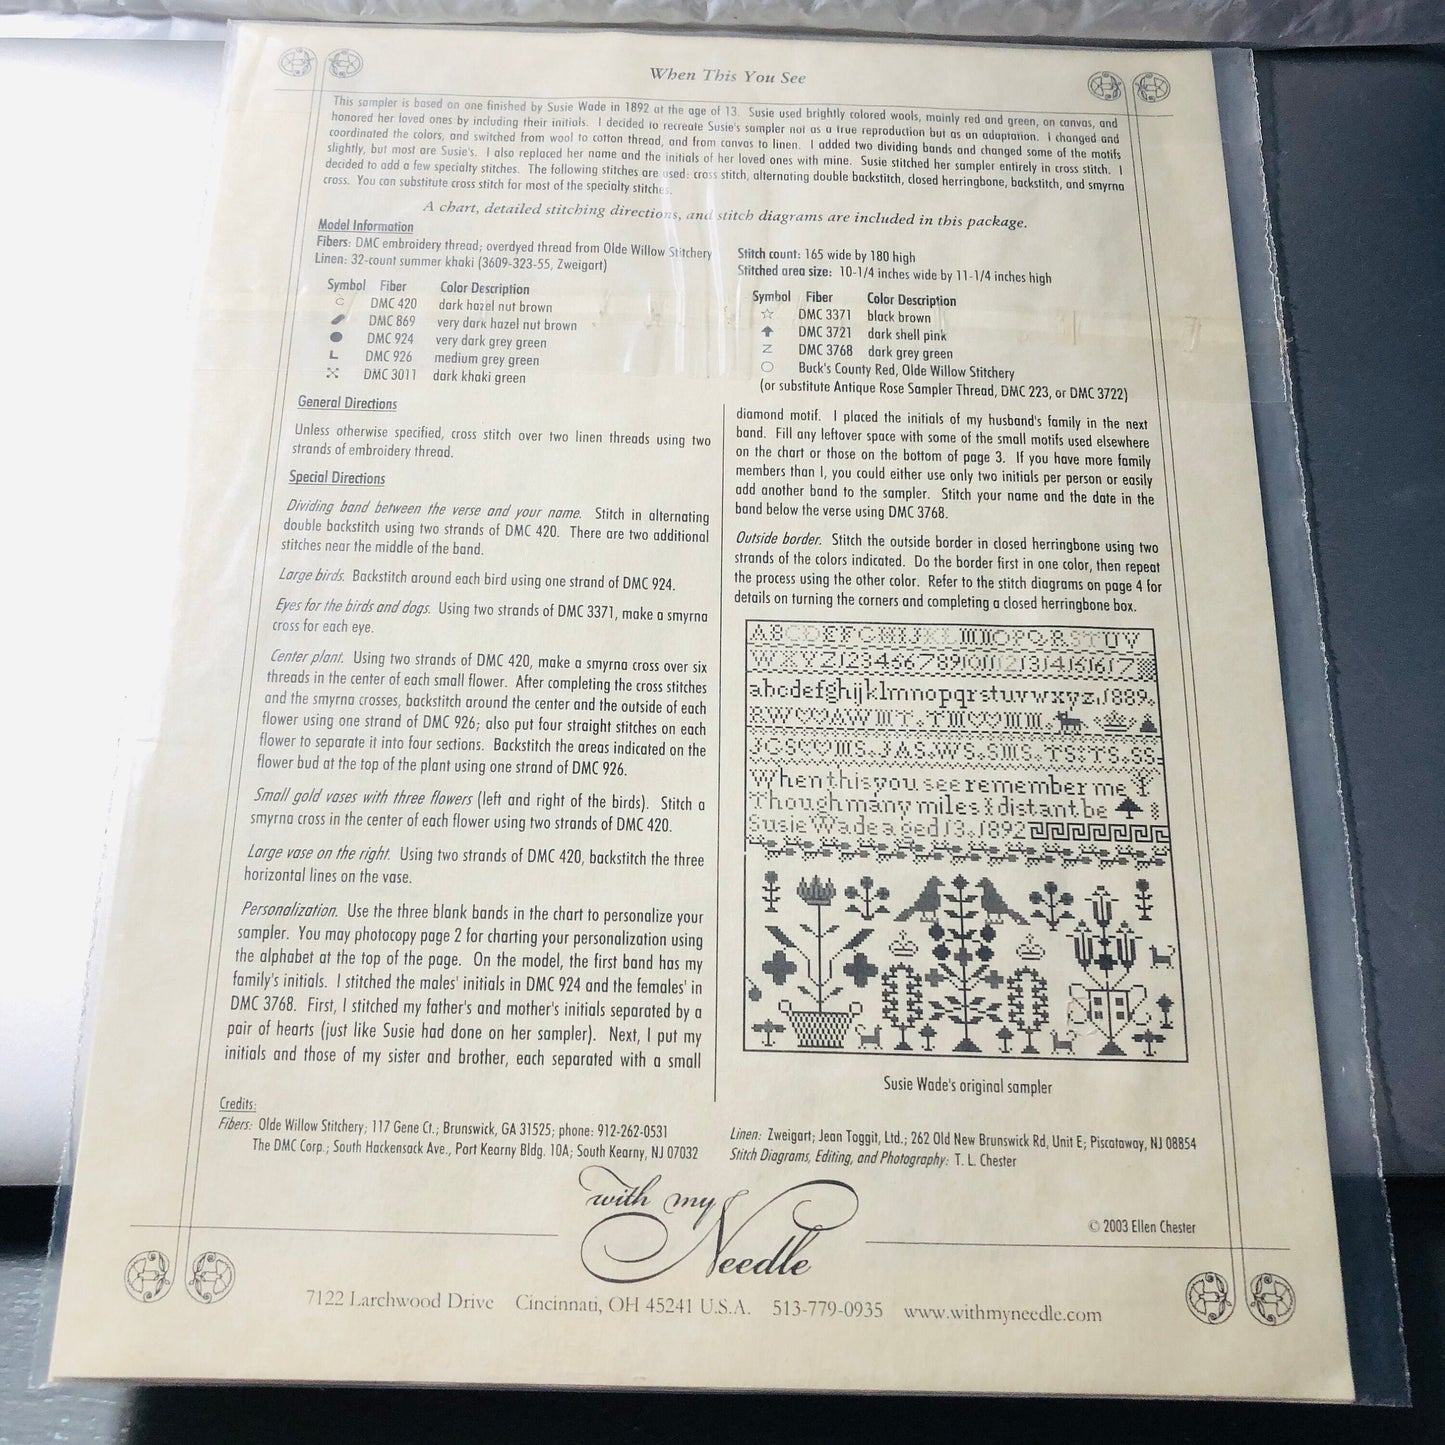 When This You See
This sampler is based on one finished by Susie Wade in 1892 at the age of 13. Susie used brightly colored wools, mainly red and green, on canvas, and
honored her loved ones by including their initials. I decided to recreate Susie's sampler not as a true reproduction but as an adaptation. I changed and
coordinated the colors, and switched from wool to cotton thread, and from canvas to linen. I added two dividing bands and changed some of the motifs
slightly, but most are Susie's. I also replaced her name and the initials of her loved ones with mine. Susie stitched her sampler entirely in cross stitch. I
decided to add a few specialty stitches. The following stitches are used: cross stitch, alternating double backstitch, closed herringbone, backstitch, and smyrna
cross. You can substitute cross stitch for most of the specialty stitches.
A chart, detailed stitching directions, and stitch diagrams are included in this package.
Model Information
Fibers: DMC embroidery thread; overdyed thread from Olde Willow Stitchery
Linen: 32-count summer khaki (3609-323-55, Zweigart)
Stitch count: 165 wide by 180 high
Stitched area size: 10-1/4 inches wide by 11-1/4 inches high
Symbol Fiber Color Description
DMC 420 dark hazel nut brown
DMC 869 very dark hazel nut brown
DMC 924 very dark grey green
L DMC 926 medium grey green
DMC 3011 dark khaki green
Symbol Fiber Color Description
☆ DMC 3371 black brown
DMC 3721 dark shell pink
Z DMC 3768 dark grey green
○ Buck's County Red, Olde Willow Stitchery
(or substitute Antique Rose Sampler Thread, DMC 223, or DMC 3722)
General Directions
Unless otherwise specified, cross stitch over two linen threads using two
strands of embroidery thread.
Special Directions
Dividing band between the verse and your name. Stitch in alternating
double backstitch using two strands of DMC 420. There are two additional
stitches near the middle of the band.
Large birds. Backstitch around each bird using one strand of DMC 924.
Eyes for the birds and dogs. Using two strands of DMC 3371, make a smyrna
cross for each eye.
Center plant. Using two strands of DMC 420, make a smyrna cross over six
threads in the center of each small flower. After completing the cross stitches
and the smyrna crosses, backstitch around the center and the outside of each
flower using one strand of DMC 926; also put four straight stitches on each
flower to separate it into four sections. Backstitch the areas indicated on the
flower bud at the top of the plant using one strand of DMC 926.
Small gold vases with three flowers (left and right of the birds). Stitch a
smyrna cross in the center of each flower using two strands of DMC 420.
Large vase on the right. Using two strands of DMC 420, backstitch the three
horizontal lines on the vase.
Personalization. Use the three blank bands in the chart to personalize your
sampler. You may photocopy page 2 for charting your personalization using
the alphabet at the top of the page. On the model, the first band has my
family's initials. I stitched the males' initials in DMC 924 and the females' in
DMC 3768. First, I stitched my father's and mother's initials separated by a
pair of hearts (just like Susie had done on her sampler). Next, I put my
initials and those of my sister and brother, each separated with a small
diamond motif. I placed the initials of my husband's family in the next
band. Fill any leftover space with some of the small motifs used elsewhere
on the chart or those on the bottom of page 3. If you have more family
members than I, you could either use only two initials per person or easily
add another band to the sampler. Stitch your name and the date in the
band below the verse using DMC 3768.
Outside border. Stitch the outside border in closed herringbone using two
strands of the colors indicated. Do the border first in one color, then repeat
the process using the other color. Refer to the stitch diagrams on page 4 for
details on turning the corners and completing a closed herringbone box.
ABCDEFGHIJKLMNOPQRSTUV
abcdefghijklmnopqrstuvwxyz.1889.
When this you see remember me
Though many miles distant be
Susie Wade aged 13. 1892
Susie Wade's original sampler
Credits:
Fibers: Olde Willow Stitchery; 117 Gene Ct.; Brunswick, GA 31525; phone: 912-262-0531
The DMC Corp.; South Hackensack Ave., Port Kearny Bldg. 10A; South Kearny, NJ 07032
Linen: Zweigart; Joan Toggit, Ltd.; 262 Old New Brunswick Rd, Unit E; Piscataway, NJ 08854
Stitch Diagrams, Editing, and Photography: T. L. Chester
with my Needle
© 2003 Ellen Chester
7122 Larchwood Drive Cincinnati, OH 45241 U.S.A. 513-779-0935 www.withmyneedle.com